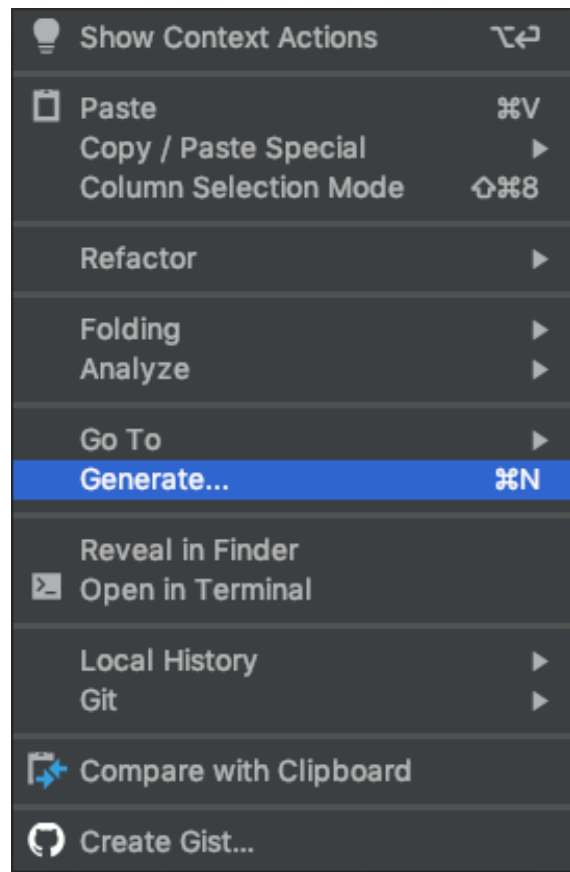 Show Context Actions ⌥⏎
Paste ⌘V
Copy / Paste Special ▶
Column Selection Mode ⇧⌘8
Refactor ▶
Folding ▶
Analyze ▶
Go To ▶
Generate... ⌘N
Reveal in Finder
Open in Terminal
Local History ▶
Git ▶
Compare with Clipboard
Create Gist...